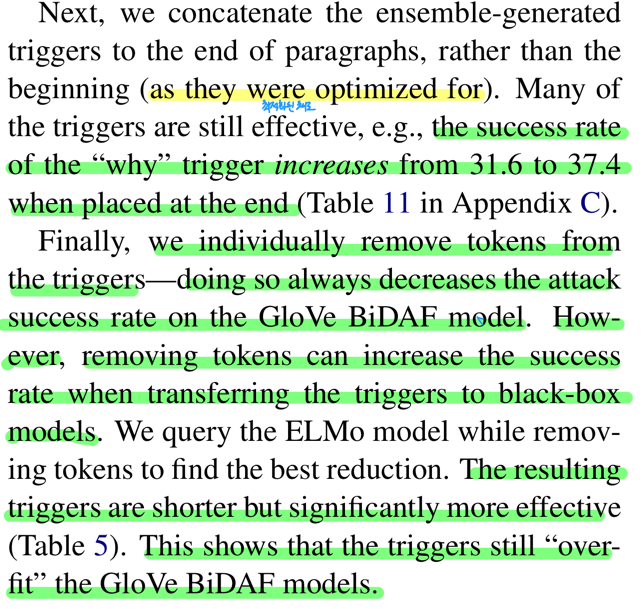 Next, we concatenate the ensemble-generated
triggers to the end of paragraphs, rather than the
beginning (as they were optimized for). Many of
the triggers are still effective, e.g., the success rate
of the “why” trigger increases from 31.6 to 37.4
when placed at the end (Table 11 in Appendix C).
Finally, we individually remove tokens from
the triggers—doing so always decreases the attack
success rate on the GloVe BiDAF model. How-
ever, removing tokens can increase the success
rate when transferring the triggers to black-box
models. We query the ELMo model while remov-
ing tokens to find the best reduction. The resulting
triggers are shorter but significantly more effective
(Table 5). This shows that the triggers still “over-
fit” the GloVe BiDAF models.